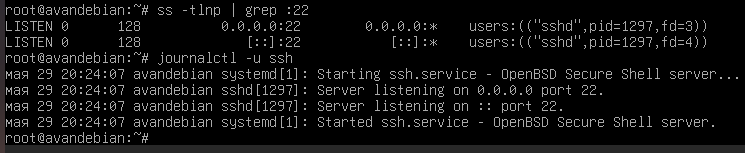 root@avandebian:~# ss -tlnp | grep :22
LISTEN 0      128          0.0.0.0:22        0.0.0.0:*    users:(("sshd",pid=1297,fd=3))
LISTEN 0      128             [::]:22           [::]:*    users:(("sshd",pid=1297,fd=4))
root@avandebian:~# journalctl -u ssh
мая 29 20:24:07 avandebian systemd[1]: Starting ssh.service - OpenBSD Secure Shell server...
мая 29 20:24:07 avandebian sshd[1297]: Server listening on 0.0.0.0 port 22.
мая 29 20:24:07 avandebian sshd[1297]: Server listening on :: port 22.
мая 29 20:24:07 avandebian systemd[1]: Started ssh.service - OpenBSD Secure Shell server.
root@avandebian:~#